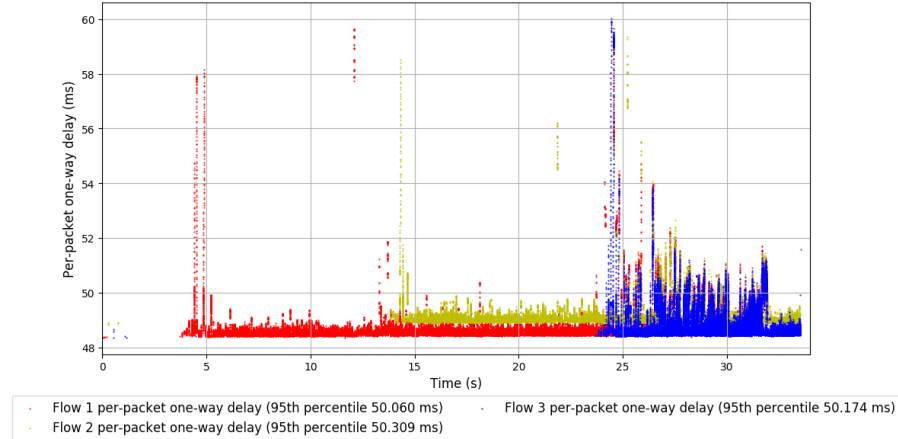 60
58
56
54
52
50
48
Per-packet one-way delay (ms)
0
5
10
15
20
25
30
Time (s)
Flow 1 per-packet one-way delay (95th percentile 50.060 ms)
Flow 2 per-packet one-way delay (95th percentile 50.309 ms)
Flow 3 per-packet one-way delay (95th percentile 50.174 ms)